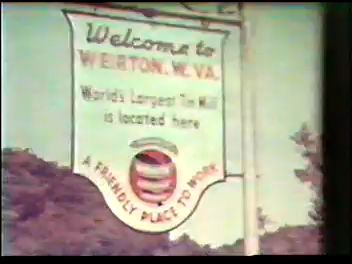 Welcome to
WEIRTON, W. VA.
World's Largest Tin Mill
is located here
A FRIENDLY PLACE TO WORK